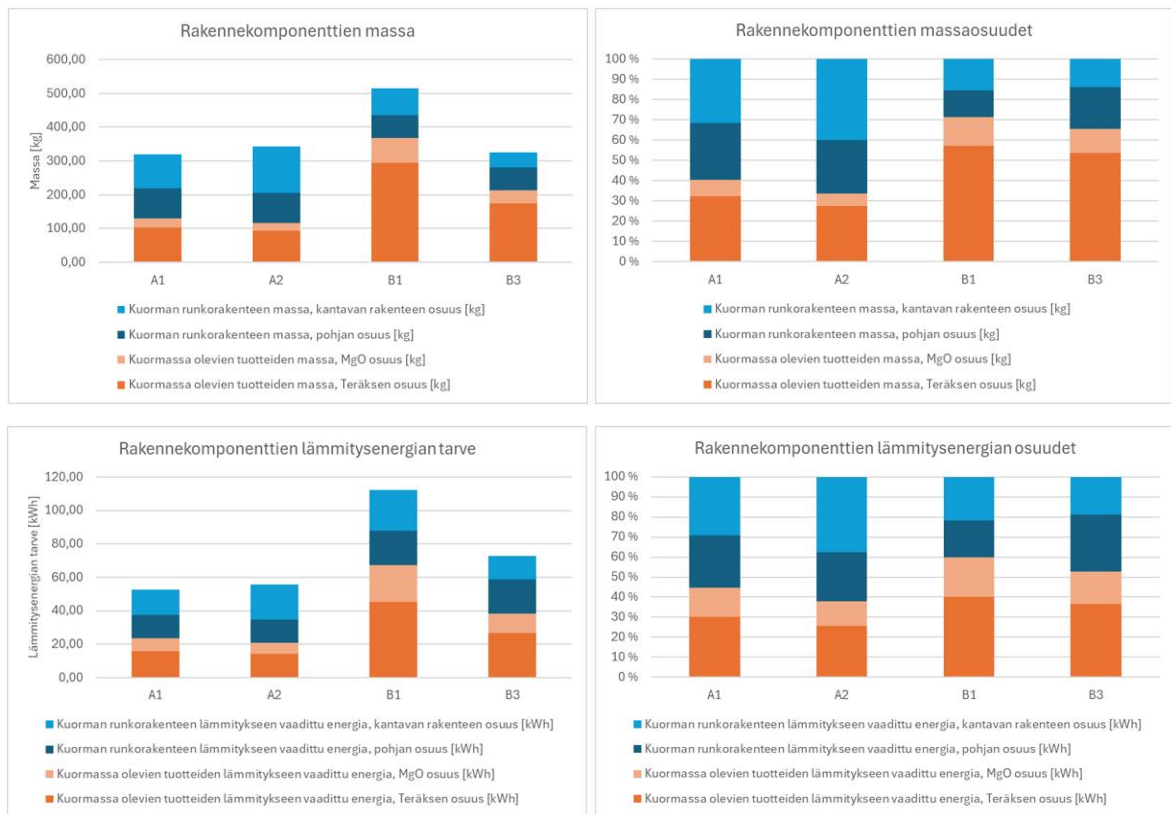 Rakennekomponenttien massa
600,00
500,00
400,00
300,00
200,00
100,00
0,00
Massa [kg]
A1 A2 B1 B3
Kuorman runkorakenteen massa, kantavan rakenteen osuus [kg]
Kuorman runkorakenteen massa, pohjan osuus [kg]
Kuormassa olevien tuotteiden massa, MgO osuus [kg]
Kuormassa olevien tuotteiden massa, Teräksen osuus [kg]
Rakennekomponenttien massaosuudet
100 %
90 %
80 %
70 %
60 %
50 %
40 %
30 %
20 %
10 %
0 %
A1 A2 B1 B3
Kuorman runkorakenteen massa, kantavan rakenteen osuus [kg]
Kuorman runkorakenteen massa, pohjan osuus [kg]
Kuormassa olevien tuotteiden massa, MgO osuus [kg]
Kuormassa olevien tuotteiden massa, Teräksen osuus [kg]
Rakennekomponenttien lämmitysenergian tarve
120,00
100,00
80,00
60,00
40,00
20,00
0,00
Lämmitysenergian tarve [kWh]
A1 A2 B1 B3
Kuorman runkorakenteen lämmitykseen vaadittu energia, kantavan rakenteen osuus [kWh]
Kuorman runkorakenteen lämmitykseen vaadittu energia, pohjan osuus [kWh]
Kuormassa olevien tuotteiden lämmitykseen vaadittu energia, MgO osuus [kWh]
Kuormassa olevien tuotteiden lämmitykseen vaadittu energia, Teräksen osuus [kWh]
Rakennekomponenttien lämmitysenergian osuudet
100 %
90 %
80 %
70 %
60 %
50 %
40 %
30 %
20 %
10 %
0 %
A1 A2 B1 B3
Kuorman runkorakenteen lämmitykseen vaadittu energia, kantavan rakenteen osuus [kWh]
Kuorman runkorakenteen lämmitykseen vaadittu energia, pohjan osuus [kWh]
Kuormassa olevien tuotteiden lämmitykseen vaadittu energia, MgO osuus [kWh]
Kuormassa olevien tuotteiden lämmitykseen vaadittu energia, Teräksen osuus [kWh]